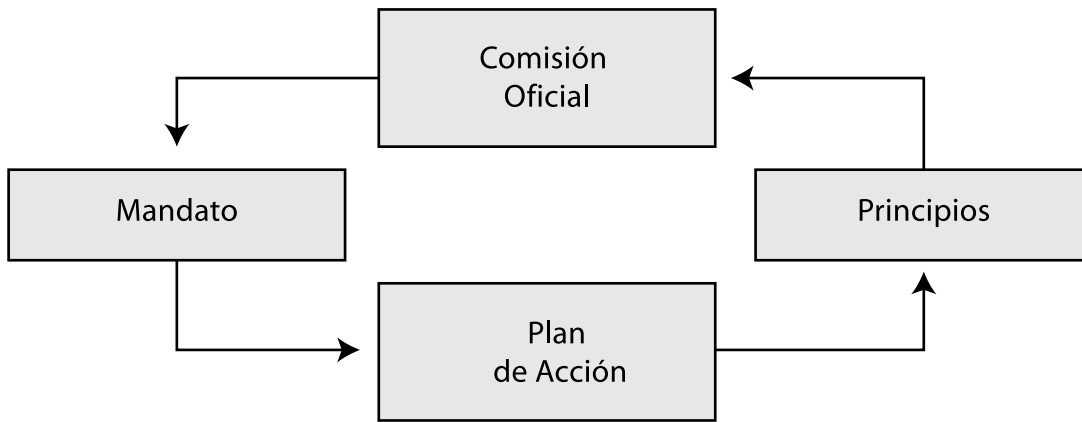 Comisión
Oficial
Mandato
Principios
Plan
de Acción